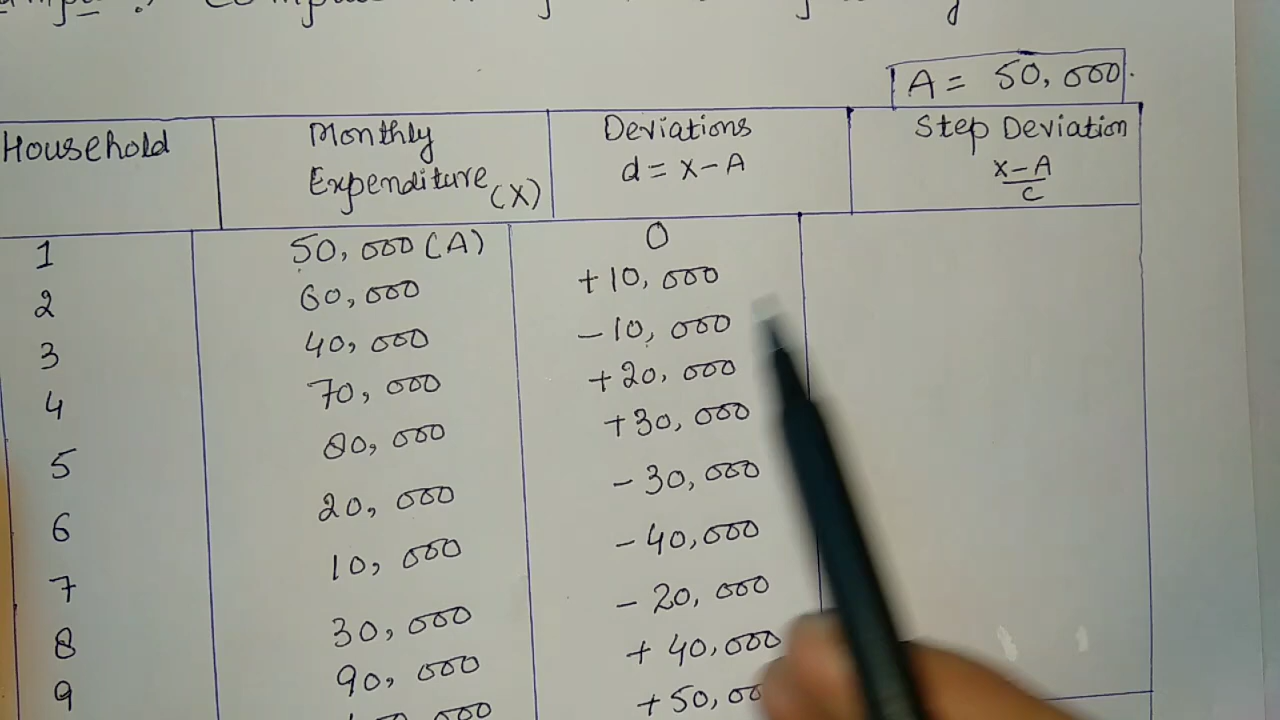 A = 50,000
Household Monthly Expenditure (X) Deviations d = X - A Step Deviation X - A / C
1 50,000 (A) 0
2 60,000 +10,000
3 40,000 -10,000
4 70,000 +20,000
5 80,000 +30,000
6 20,000 -30,000
7 10,000 -40,000
8 30,000 -20,000
9 90,000 +40,000
+50,00